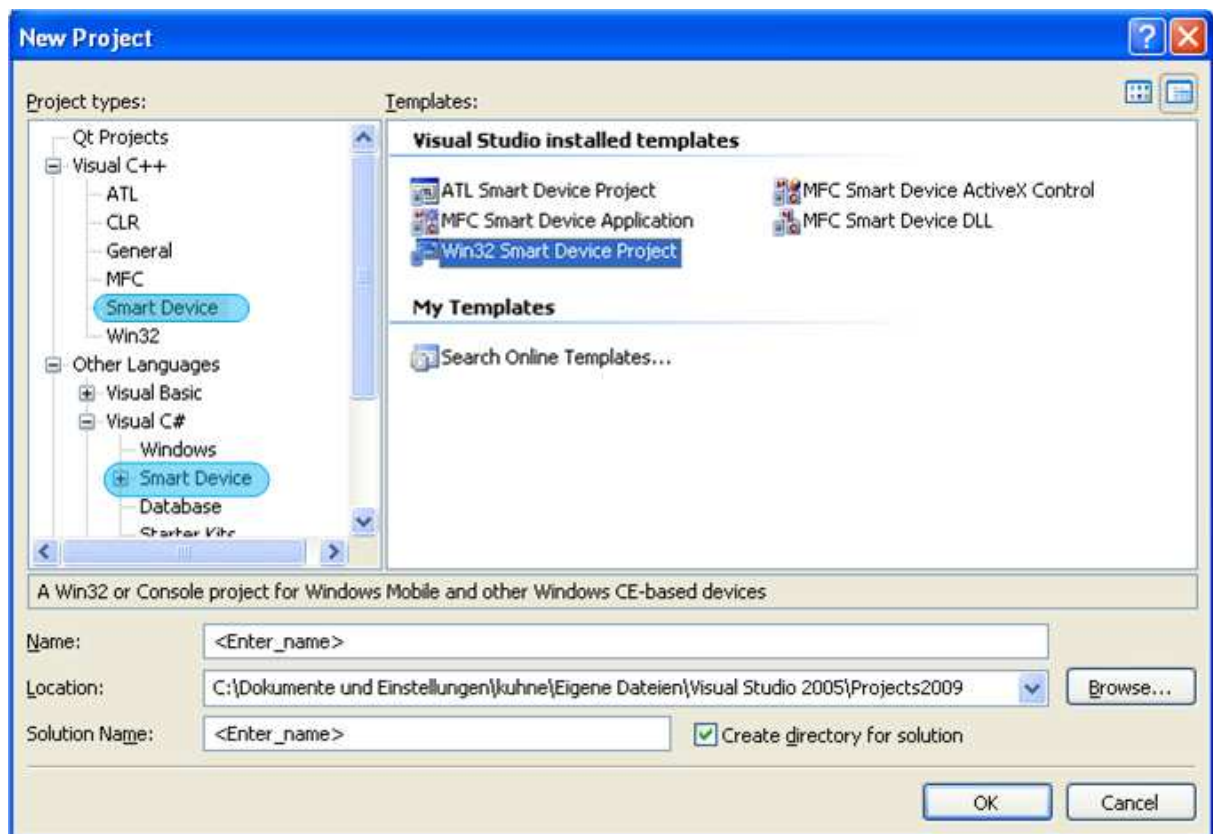 New Project
Project types:
Templates:
Qt Projects
Visual C++
ATL
CLR
General
MFC
Smart Device
Win32
Other Languages
Visual Basic
Visual C#
Windows
Smart Device
Database
Starter Kits
Visual Studio installed templates
ATL Smart Device Project
MFC Smart Device ActiveX Control
MFC Smart Device Application
MFC Smart Device DLL
Win32 Smart Device Project
My Templates
Search Online Templates...
A Win32 or Console project for Windows Mobile and other Windows CE-based devices
Name:
<Enter_name>
Location:
C:\Dokumente und Einstellungen\kuhne\Eigene Dateien\Visual Studio 2005\Projects2009
Browse...
Solution Name:
<Enter_name>
Create directory for solution
OK
Cancel